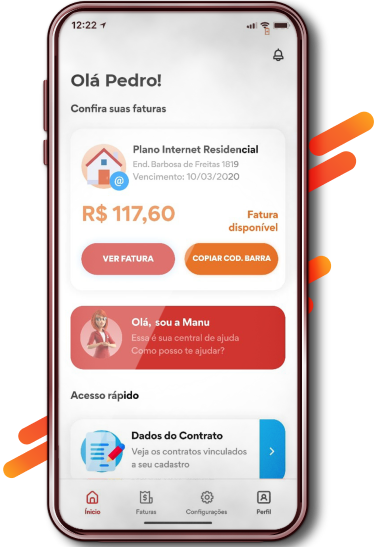 12:22
Olá Pedro!
Confira suas faturas
Plano Internet Residencial
End. Barbosa de Freitas 1819
Vencimento: 10/03/2020
R$ 117,60
Fatura
disponível
VER FATURA
COPIAR COD. BARRA
Olá, sou a Manu
Essa é sua central de ajuda
Como posso te ajudar?
Acesso rápido
Dados do Contrato
Veja os contratos vinculados
a seu cadastro
Início
Faturas
Configurações
Perfil